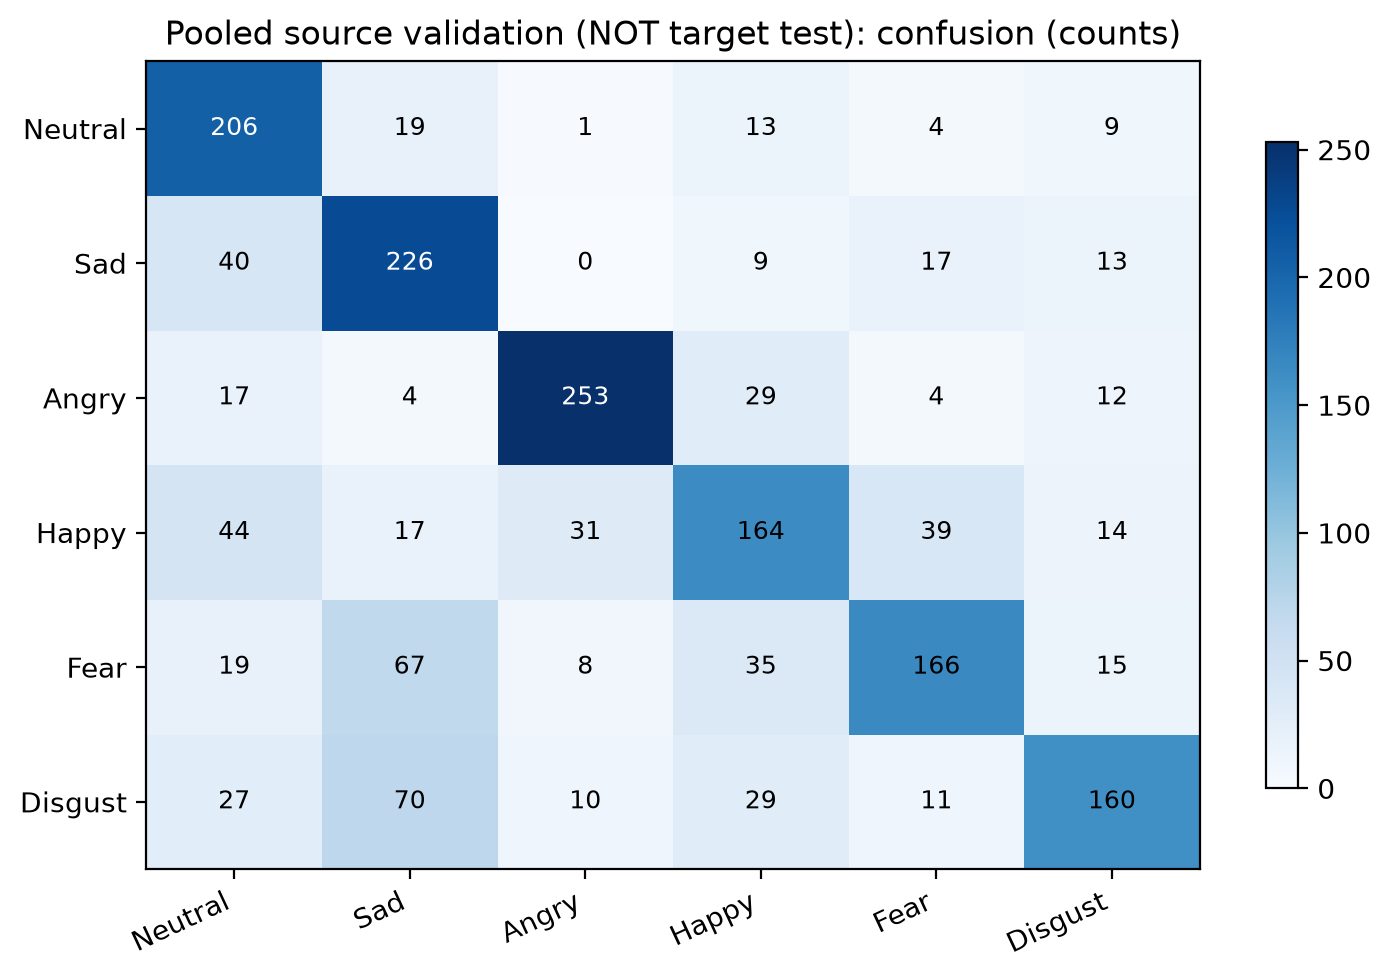 Pooled source validation (NOT target test): confusion (counts)
Neutral 206 19 1 13 4 9
Sad 40 226 0 9 17 13
Angry 17 4 253 29 4 12
Happy 44 17 31 164 39 14
Fear 19 67 8 35 166 15
Disgust 27 70 10 29 11 160
Neutral Sad Angry Happy Fear Disgust
250
200
150
100
50
0